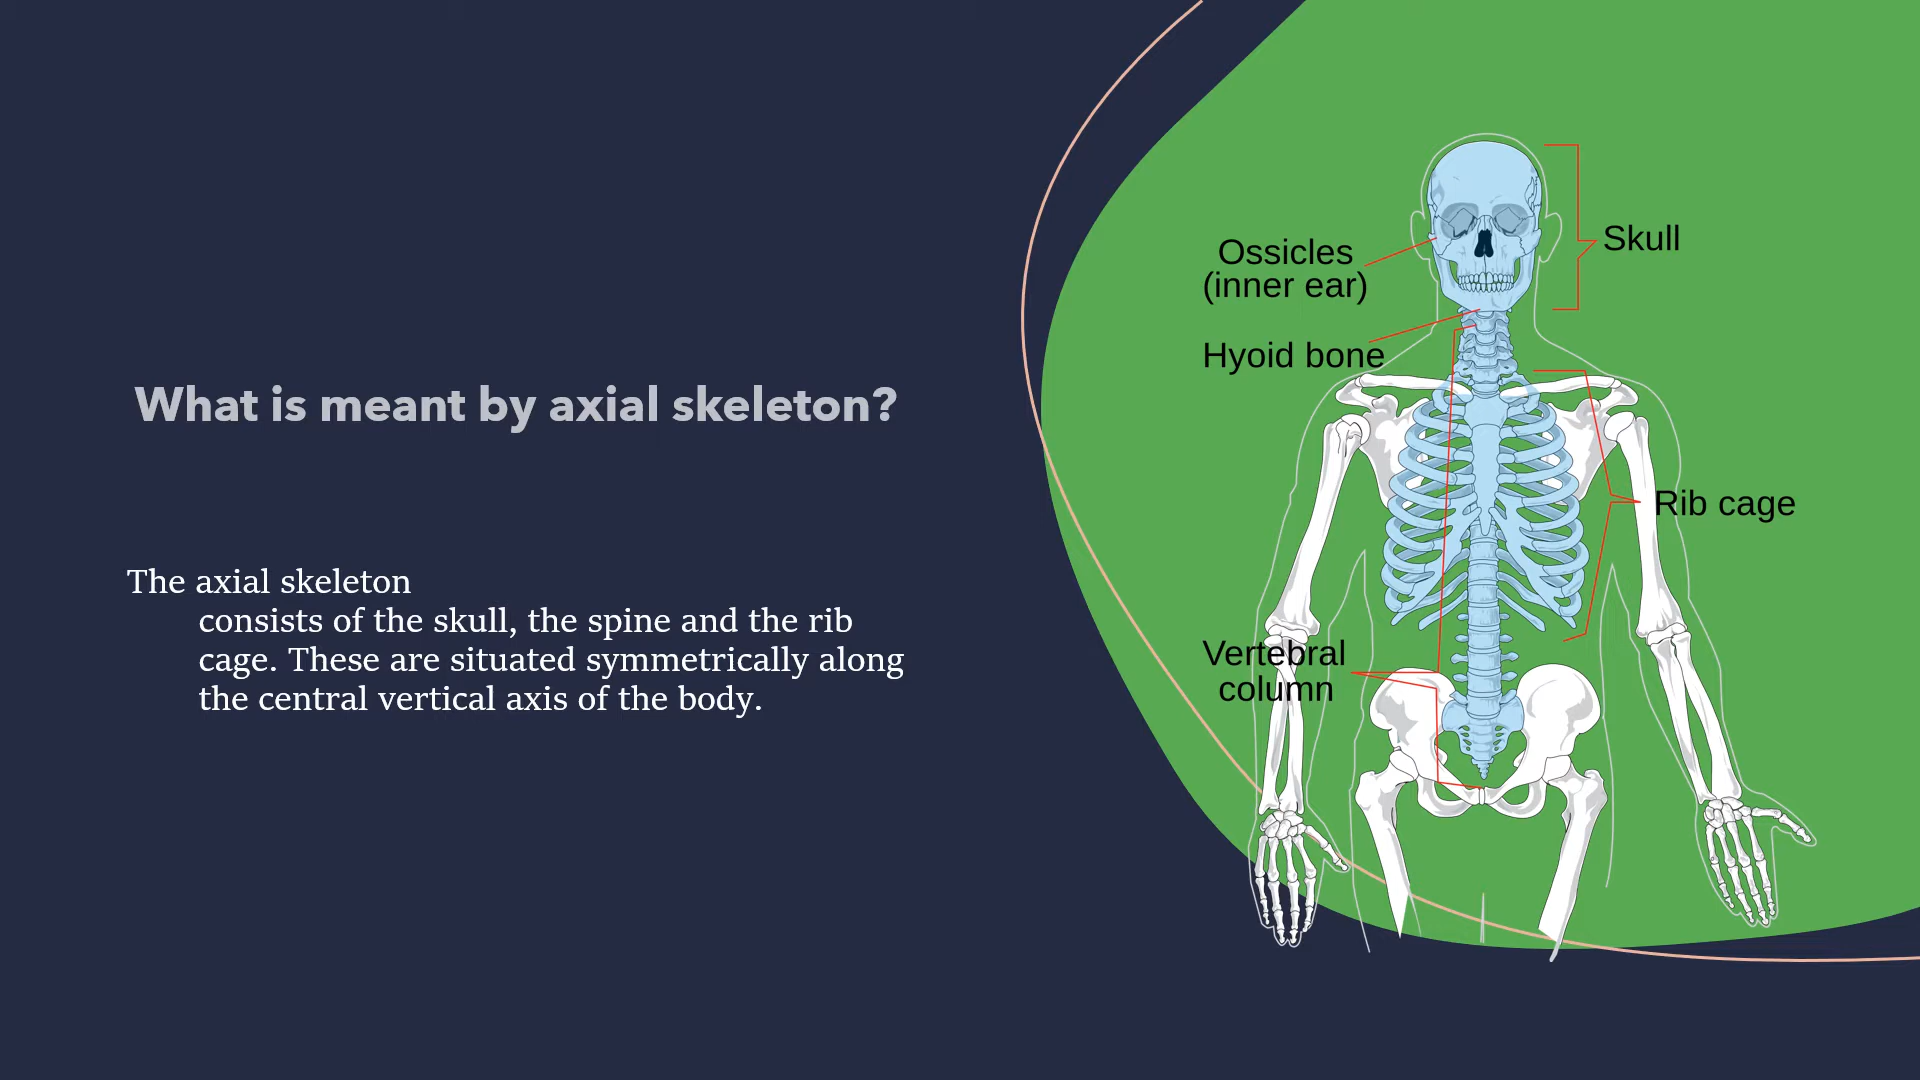 What is meant by axial skeleton?
The axial skeleton
consists of the skull, the spine and the rib
cage. These are situated symmetrically along
the central vertical axis of the body.
Ossicles
(inner ear)
Skull
Hyoid bone
Rib cage
Vertebral
column